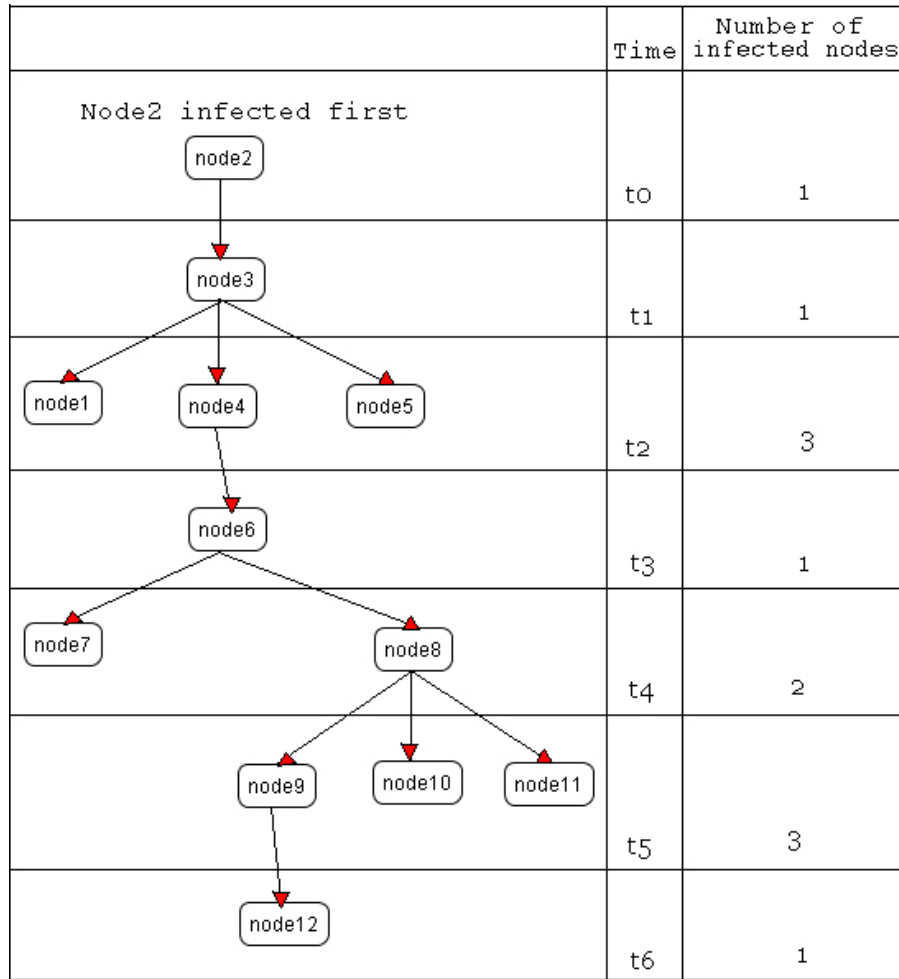 Time
Number of
infected nodes
Node2 infected first
node2
t0
1
node3
t1
1
node1
node4
node5
t2
3
node6
t3
1
node7
node8
t4
2
node9
node10
node11
t5
3
node12
t6
1